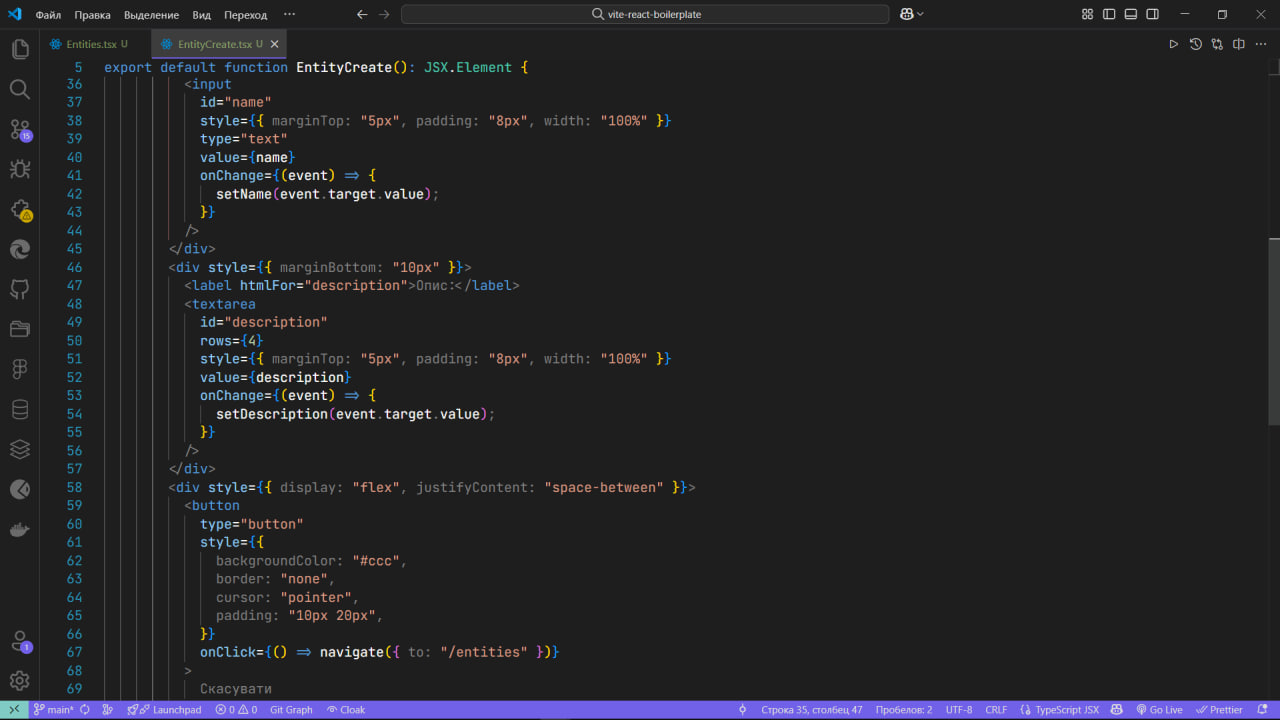 Файл Правка Выделение Вид Переход ··· vite-react-boilerplate
Entities.tsx U EntityCreate.tsx U
5 export default function EntityCreate(): JSX.Element {
36 <input
37 id="name"
38 style={{ marginTop: "5px", padding: "8px", width: "100%" }}
39 type="text"
40 value={name}
41 onChange={(event) => {
42 setName(event.target.value);
43 }}
44 />
45 </div>
46 <div style={{ marginBottom: "10px" }}>
47 <label htmlFor="description">Опис:</label>
48 <textarea
49 id="description"
50 rows={4}
51 style={{ marginTop: "5px", padding: "8px", width: "100%" }}
52 value={description}
53 onChange={(event) => {
54 setDescription(event.target.value);
55 }}
56 />
57 </div>
58 <div style={{ display: "flex", justifyContent: "space-between" }}>
59 <button
60 type="button"
61 style={{
62 backgroundColor: "#ccc",
63 border: "none",
64 cursor: "pointer",
65 padding: "10px 20px",
66 }}
67 onClick={() => navigate({ to: "/entities" })}
68 >
69 Скасувати
15
1
main* Launchpad 0 0 Git Graph Cloak Строка 35, столбец 47 Пробелов: 2 UTF-8 CRLF TypeScript JSX Go Live Prettier